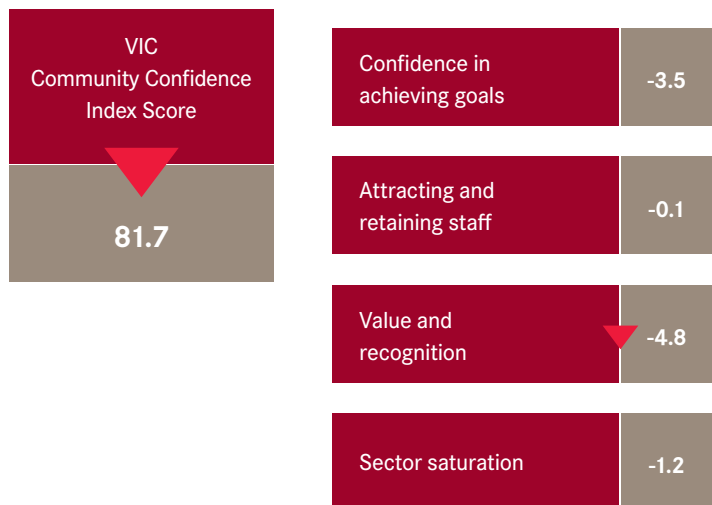 VIC
Community Confidence
Index Score
81.7
Confidence in
achieving goals
-3.5
Attracting and
retaining staff
-0.1
Value and
recognition
-4.8
Sector saturation
-1.2